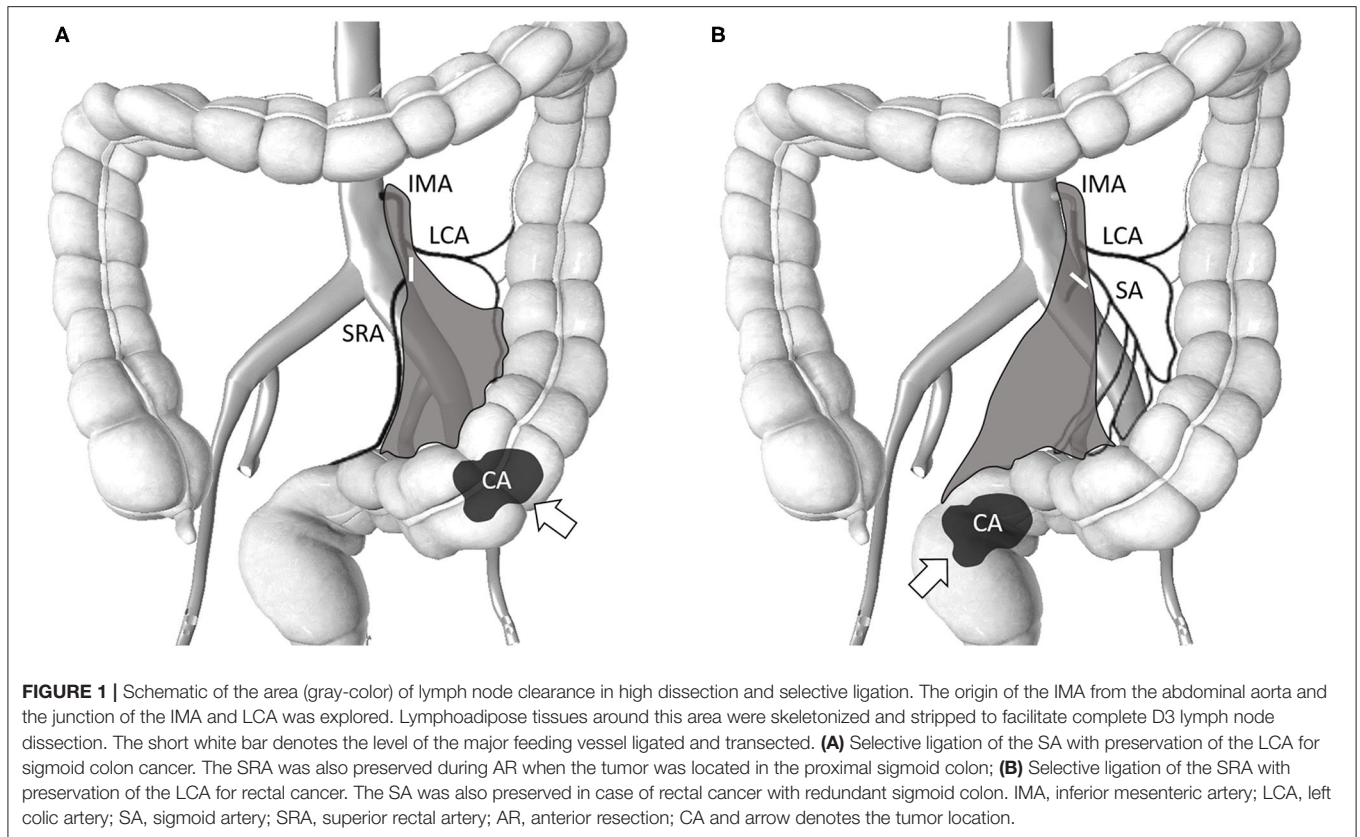 A
B
IMA
LCA
SRA
CA
IMA
LCA
SA
CA
FIGURE 1 | Schematic of the area (gray-color) of lymph node clearance in high dissection and selective ligation. The origin of the IMA from the abdominal aorta and
the junction of the IMA and LCA was explored. Lymphoadipose tissues around this area were skeletonized and stripped to facilitate complete D3 lymph node
dissection. The short white bar denotes the level of the major feeding vessel ligated and transected. (A) Selective ligation of the SA with preservation of the LCA for
sigmoid colon cancer. The SRA was also preserved during AR when the tumor was located in the proximal sigmoid colon; (B) Selective ligation of the SRA with
preservation of the LCA for rectal cancer. The SA was also preserved in case of rectal cancer with redundant sigmoid colon. IMA, inferior mesenteric artery; LCA, left
colic artery; SA, sigmoid artery; SRA, superior rectal artery; AR, anterior resection; CA and arrow denotes the tumor location.